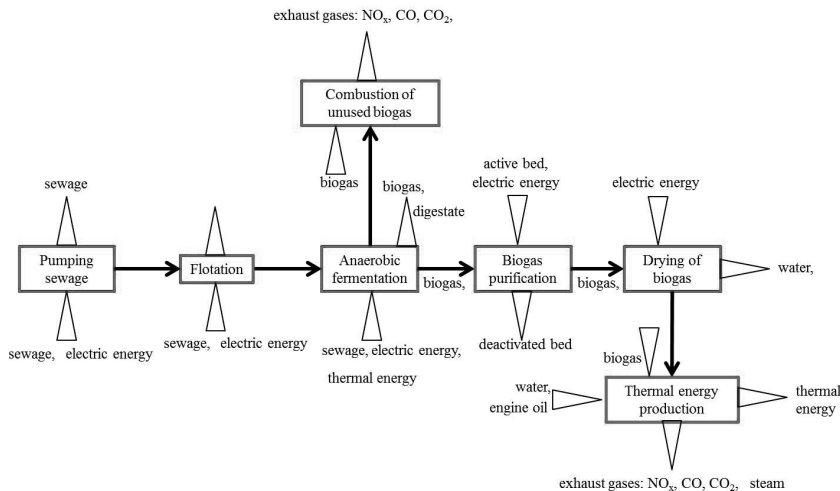 exhaust gases: NOx, CO, CO2,
Combustion of
unused biogas
biogas
biogas,
digestate
active bed,
electric energy
electric energy
sewage
Pumping
sewage
Flotation
Anaerobic
fermentation
biogas,
Biogas
purification
biogas,
Drying of
biogas
water,
sewage, electric energy
sewage, electric energy
sewage, electric energy,
thermal energy
deactivated bed
biogas
water,
engine oil
Thermal energy
production
thermal
energy
exhaust gases: NOx, CO, CO2, steam